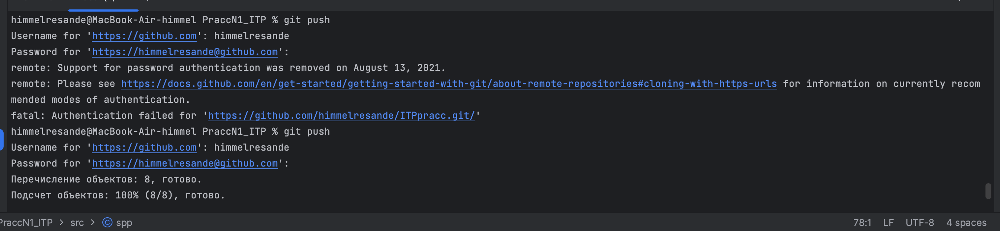 himmelresande@MacBook-Air-himmel PraccN1_ITP % git push
Username for 'https://github.com': himmelresande
Password for 'https://himmelresande@github.com':
remote: Support for password authentication was removed on August 13, 2021.
remote: Please see https://docs.github.com/en/get-started/getting-started-with-git/about-remote-repositories#cloning-with-https-urls for information on currently recom
mended modes of authentication.
fatal: Authentication failed for 'https://github.com/himmelresande/ITPpracc.git/'
himmelresande@MacBook-Air-himmel PraccN1_ITP % git push
Username for 'https://github.com': himmelresande
Password for 'https://himmelresande@github.com':
Перечисление объектов: 8, готово.
Подсчет объектов: 100% (8/8), готово.
PraccN1_ITP > src > © spp 78:1 LF UTF-8 4 spaces